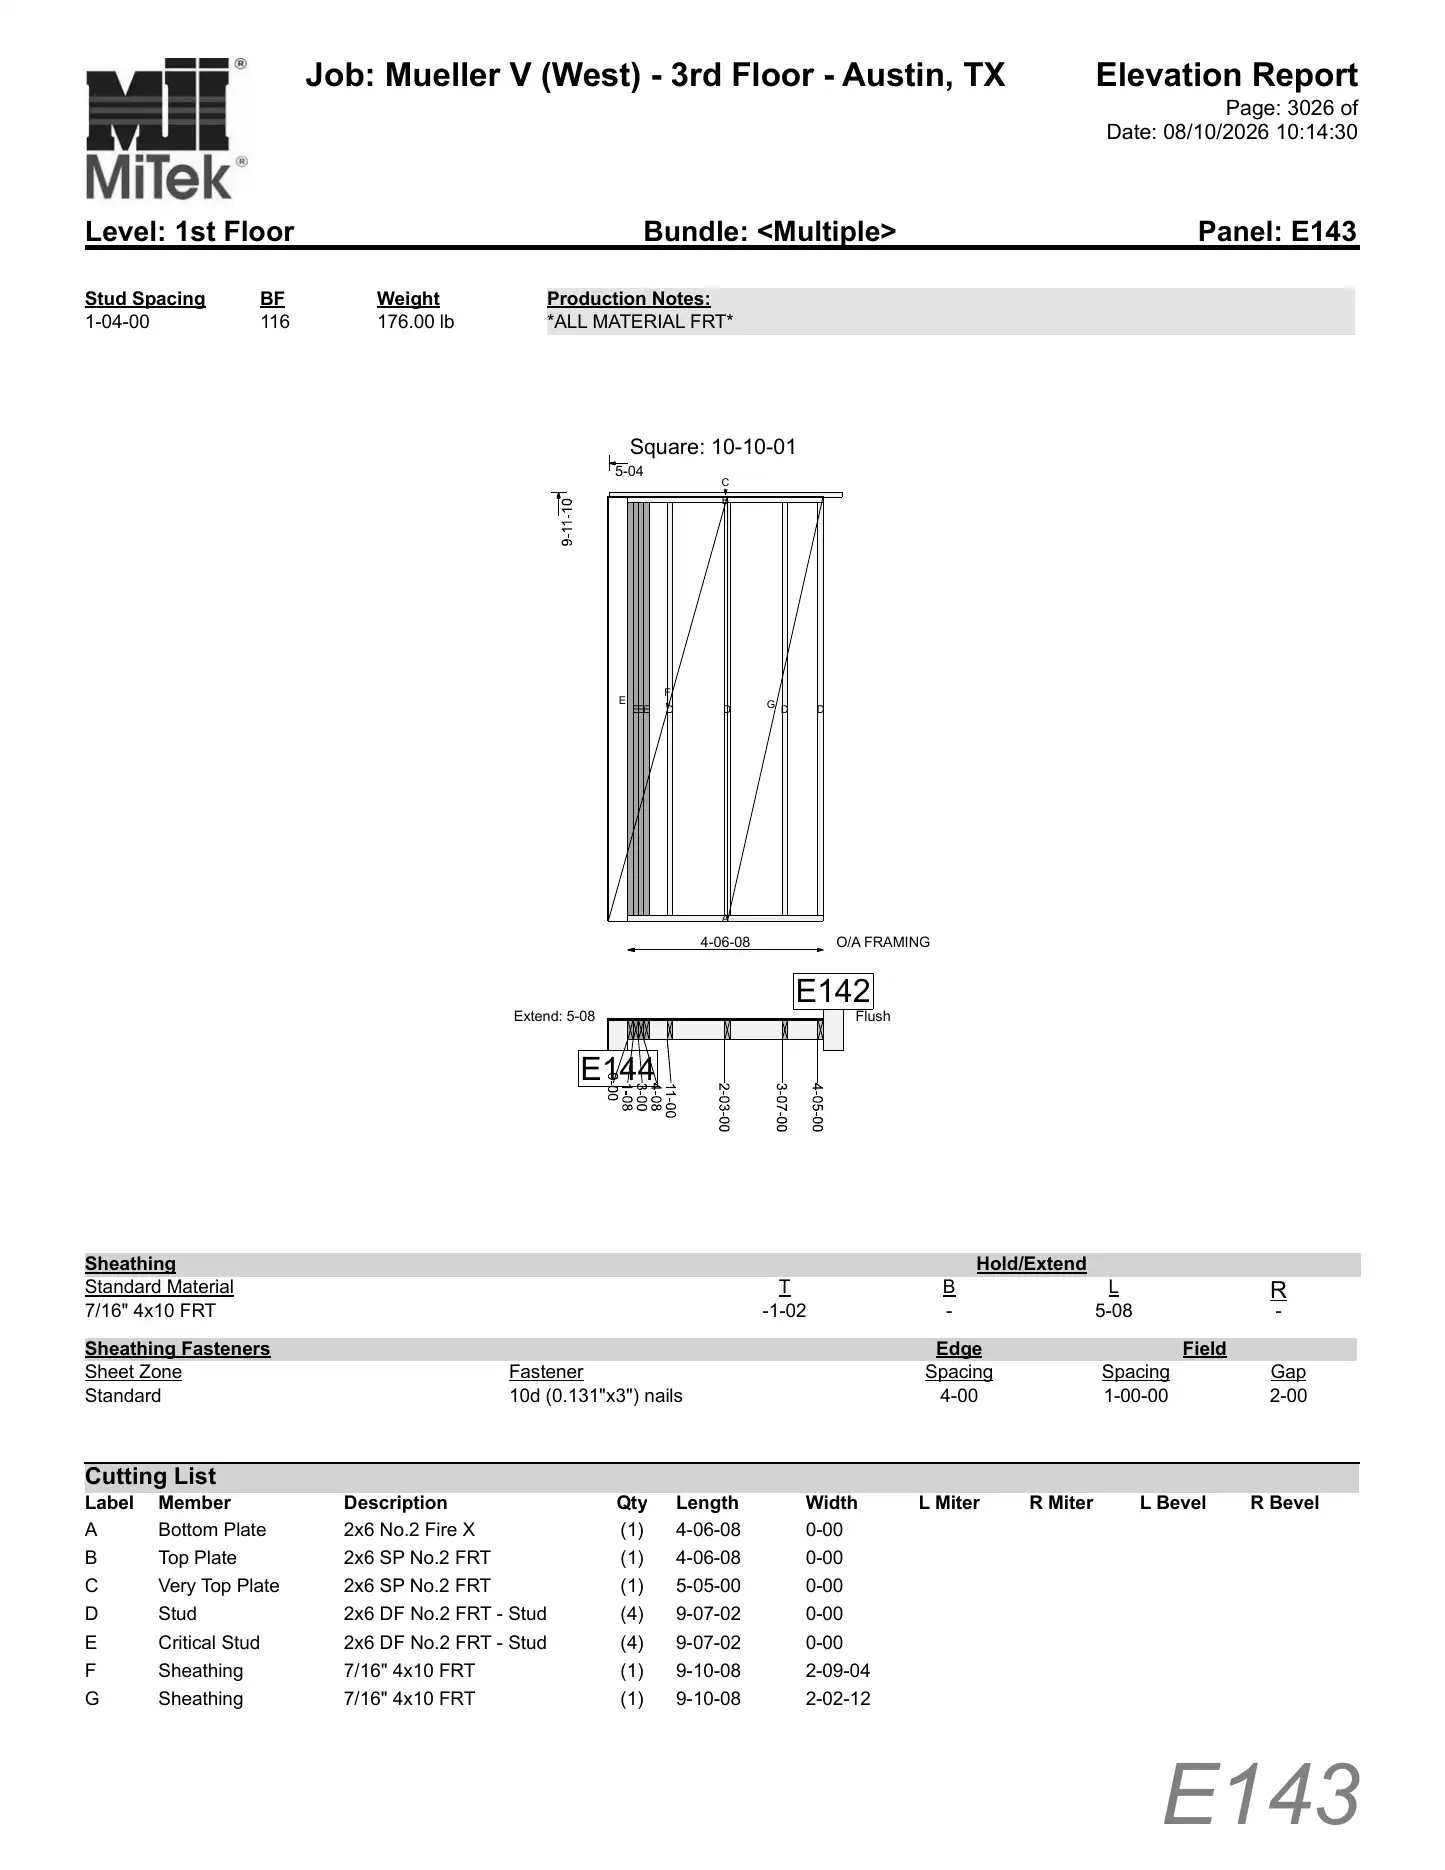 Job: Mueller V (West) - 3rd Floor - Austin, TX
Elevation Report
Page: 3026 of
Date: 08/10/2026 10:14:30
MiTek®
Level: 1st Floor Bundle: <Multiple> Panel: E143
Stud Spacing BF Weight Production Notes:
1-04-00 116 176.00 lb *ALL MATERIAL FRT*
Square: 10-10-01
5-04
C
B
9-11-10
E F G
E E E D D D D
A
4-06-08 O/A FRAMING
E142
Extend: 5-08 Flush
E144
0-00 1-08 3-00 4-08 11-00 2-03-00 3-07-00 4-05-00
Sheathing Hold/Extend
Standard Material T B L R
7/16" 4x10 FRT -1-02 - 5-08 -
Sheathing Fasteners Edge Field
Sheet Zone Fastener Spacing Spacing Gap
Standard 10d (0.131"x3") nails 4-00 1-00-00 2-00
Cutting List
Label Member Description Qty Length Width L Miter R Miter L Bevel R Bevel
A Bottom Plate 2x6 No.2 Fire X (1) 4-06-08 0-00
B Top Plate 2x6 SP No.2 FRT (1) 4-06-08 0-00
C Very Top Plate 2x6 SP No.2 FRT (1) 5-05-00 0-00
D Stud 2x6 DF No.2 FRT - Stud (4) 9-07-02 0-00
E Critical Stud 2x6 DF No.2 FRT - Stud (4) 9-07-02 0-00
F Sheathing 7/16" 4x10 FRT (1) 9-10-08 2-09-04
G Sheathing 7/16" 4x10 FRT (1) 9-10-08 2-02-12
E143